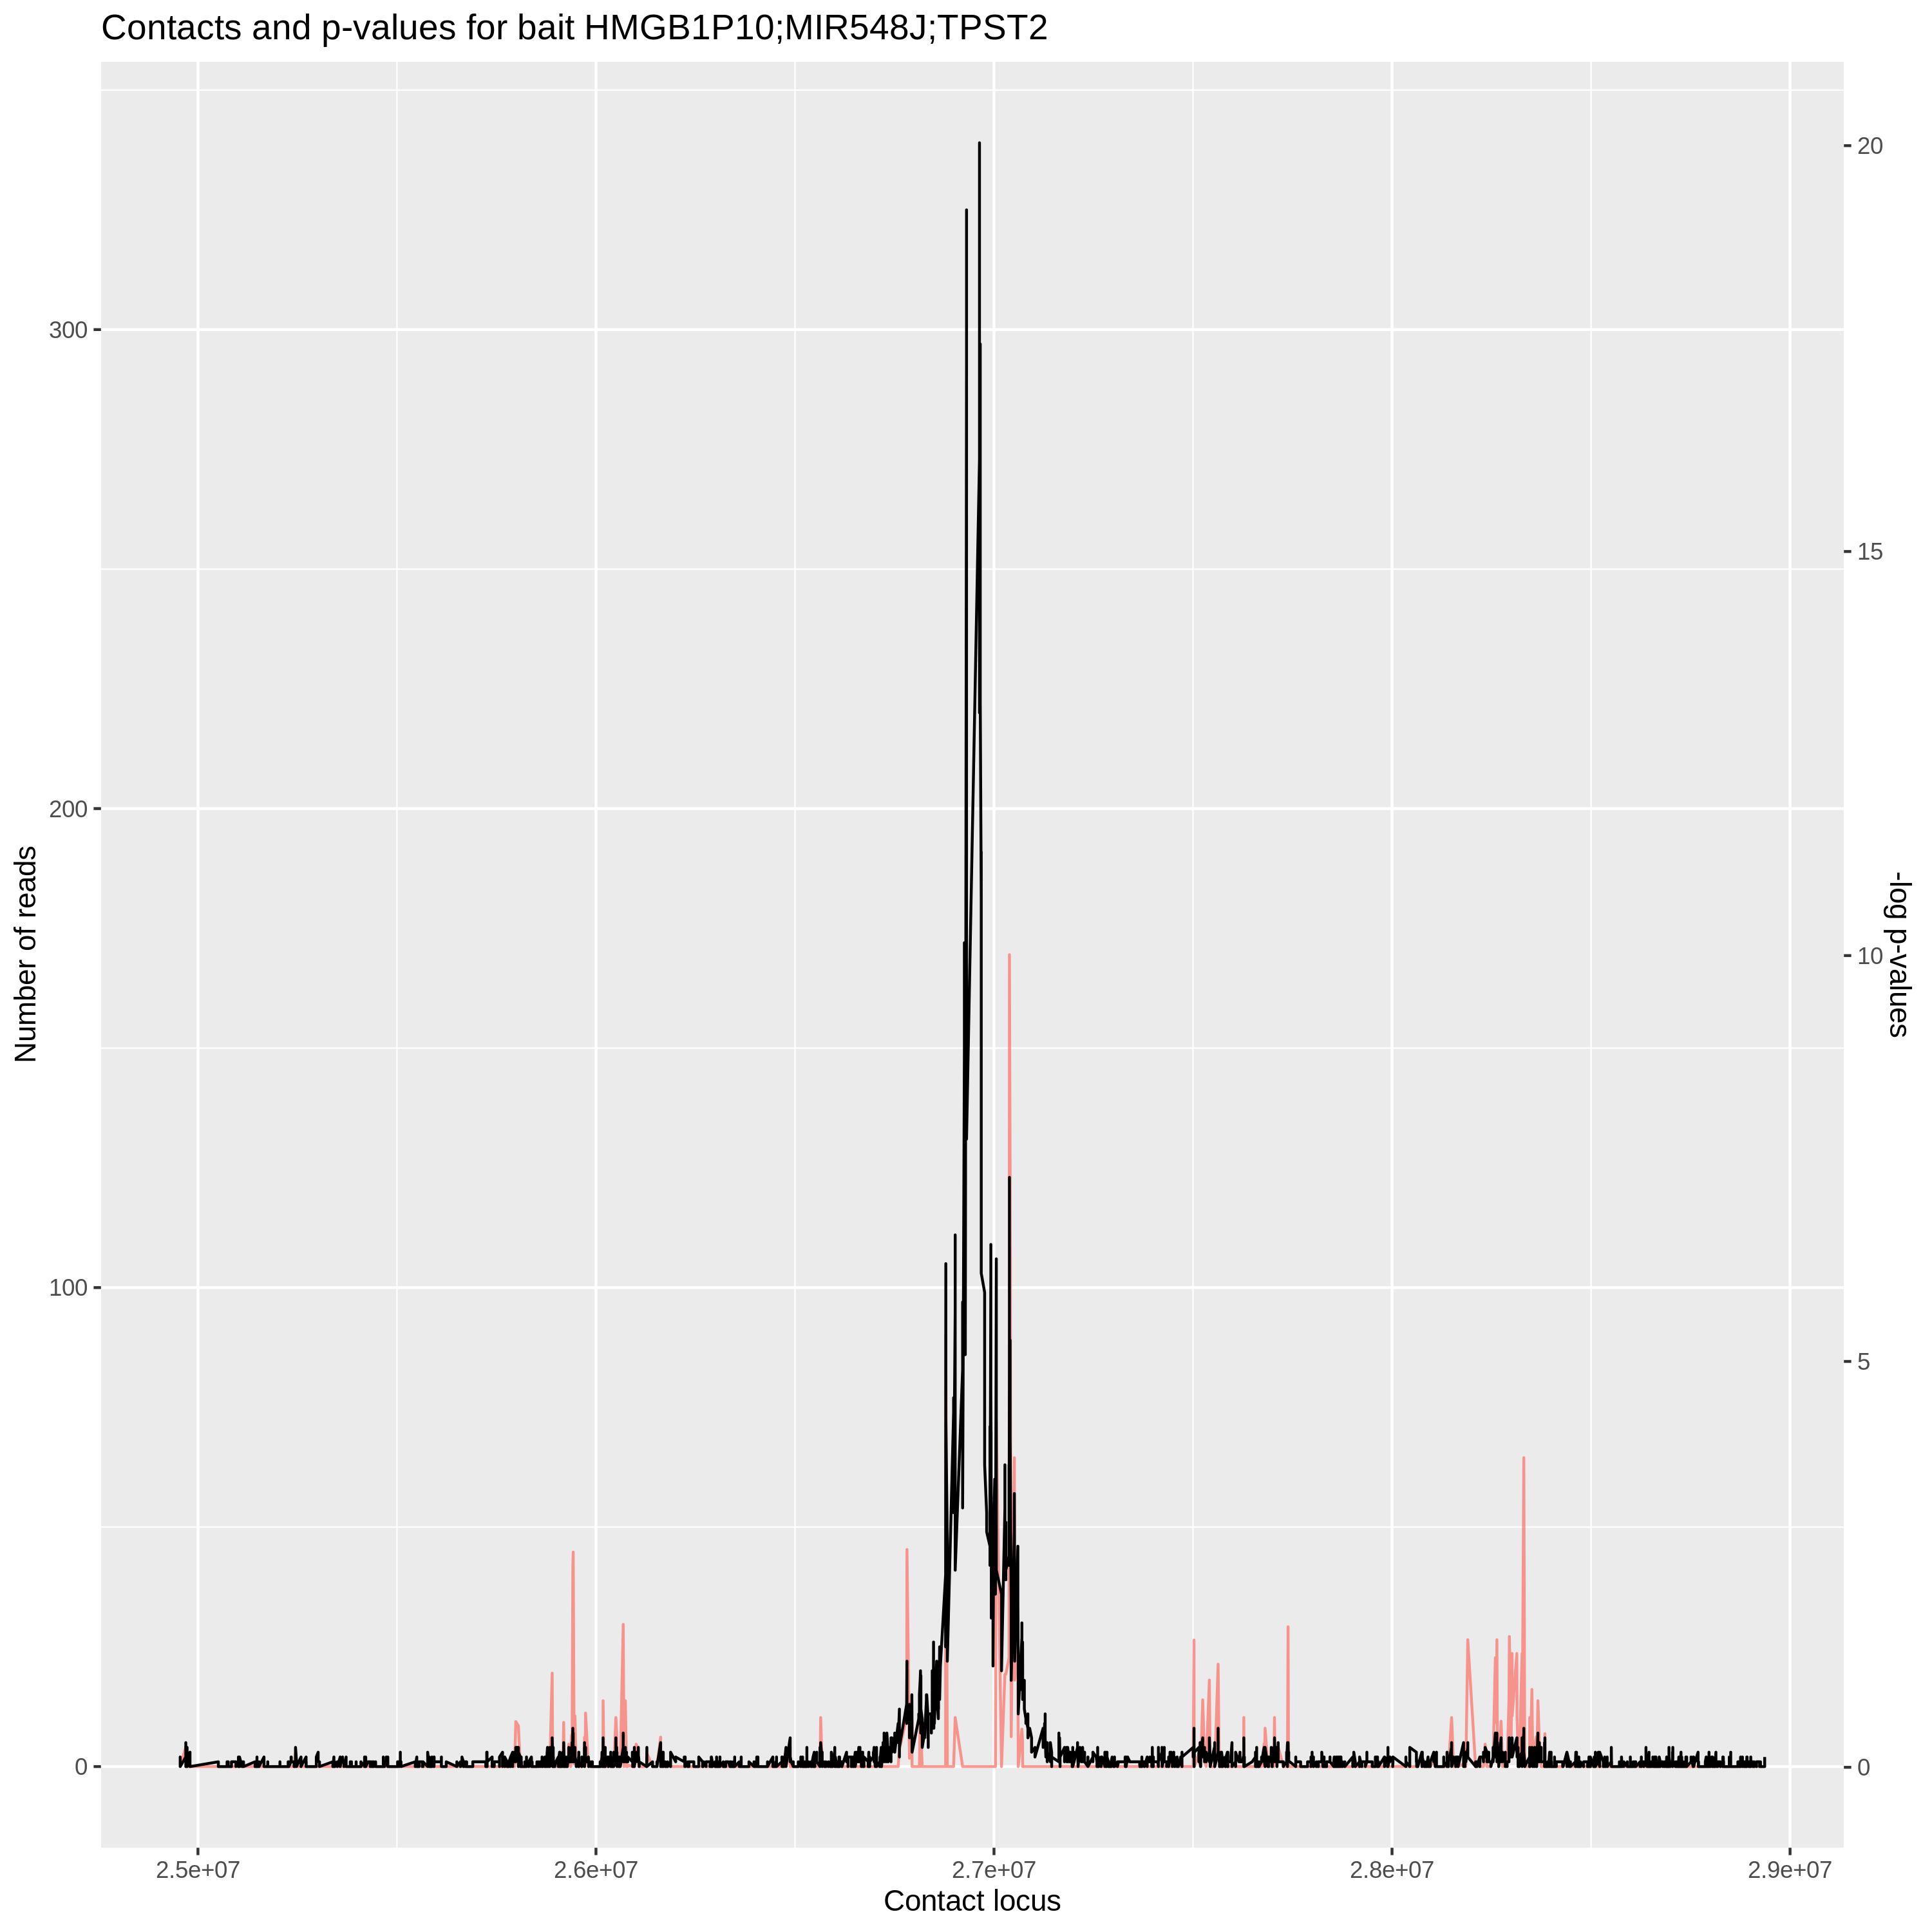 Contacts and p-values for bait HMGB1P10;MIR548J;TPST2
Number of reads
300
200
100
0
20
15
10
5
0
-log p-values
2.5e+07
2.6e+07
2.7e+07
2.8e+07
2.9e+07
Contact locus